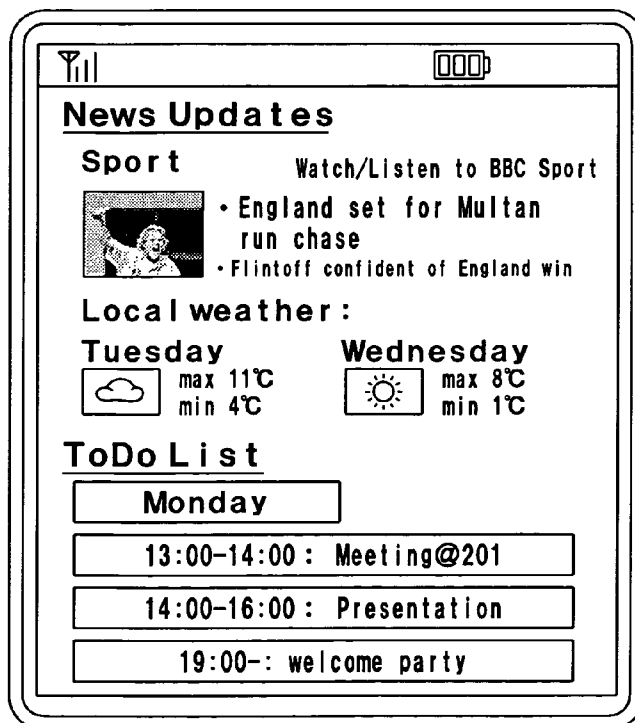 News Updates
Sport Watch/Listen to BBC Sport
・England set for Multan
run chase
・Flintoff confident of England win
Local weather:
Tuesday Wednesday
max 11℃ max 8℃
min 4℃ min 1℃
ToDo List
Monday
13:00-14:00: Meeting@201
14:00-16:00: Presentation
19:00-: welcome party